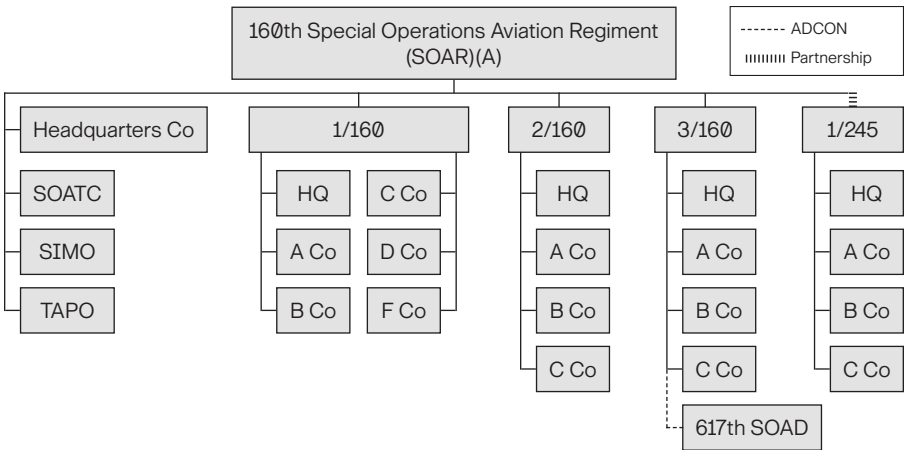 160th Special Operations Aviation Regiment
(SOAR)(A)
ADCON
Partnership
Headquarters Co
1/160
2/160
3/160
1/245
SOATC
HQ
C Co
HQ
HQ
HQ
SIMO
A Co
D Co
A Co
A Co
A Co
TAPO
B Co
F Co
B Co
B Co
B Co
C Co
C Co
C Co
617th SOAD